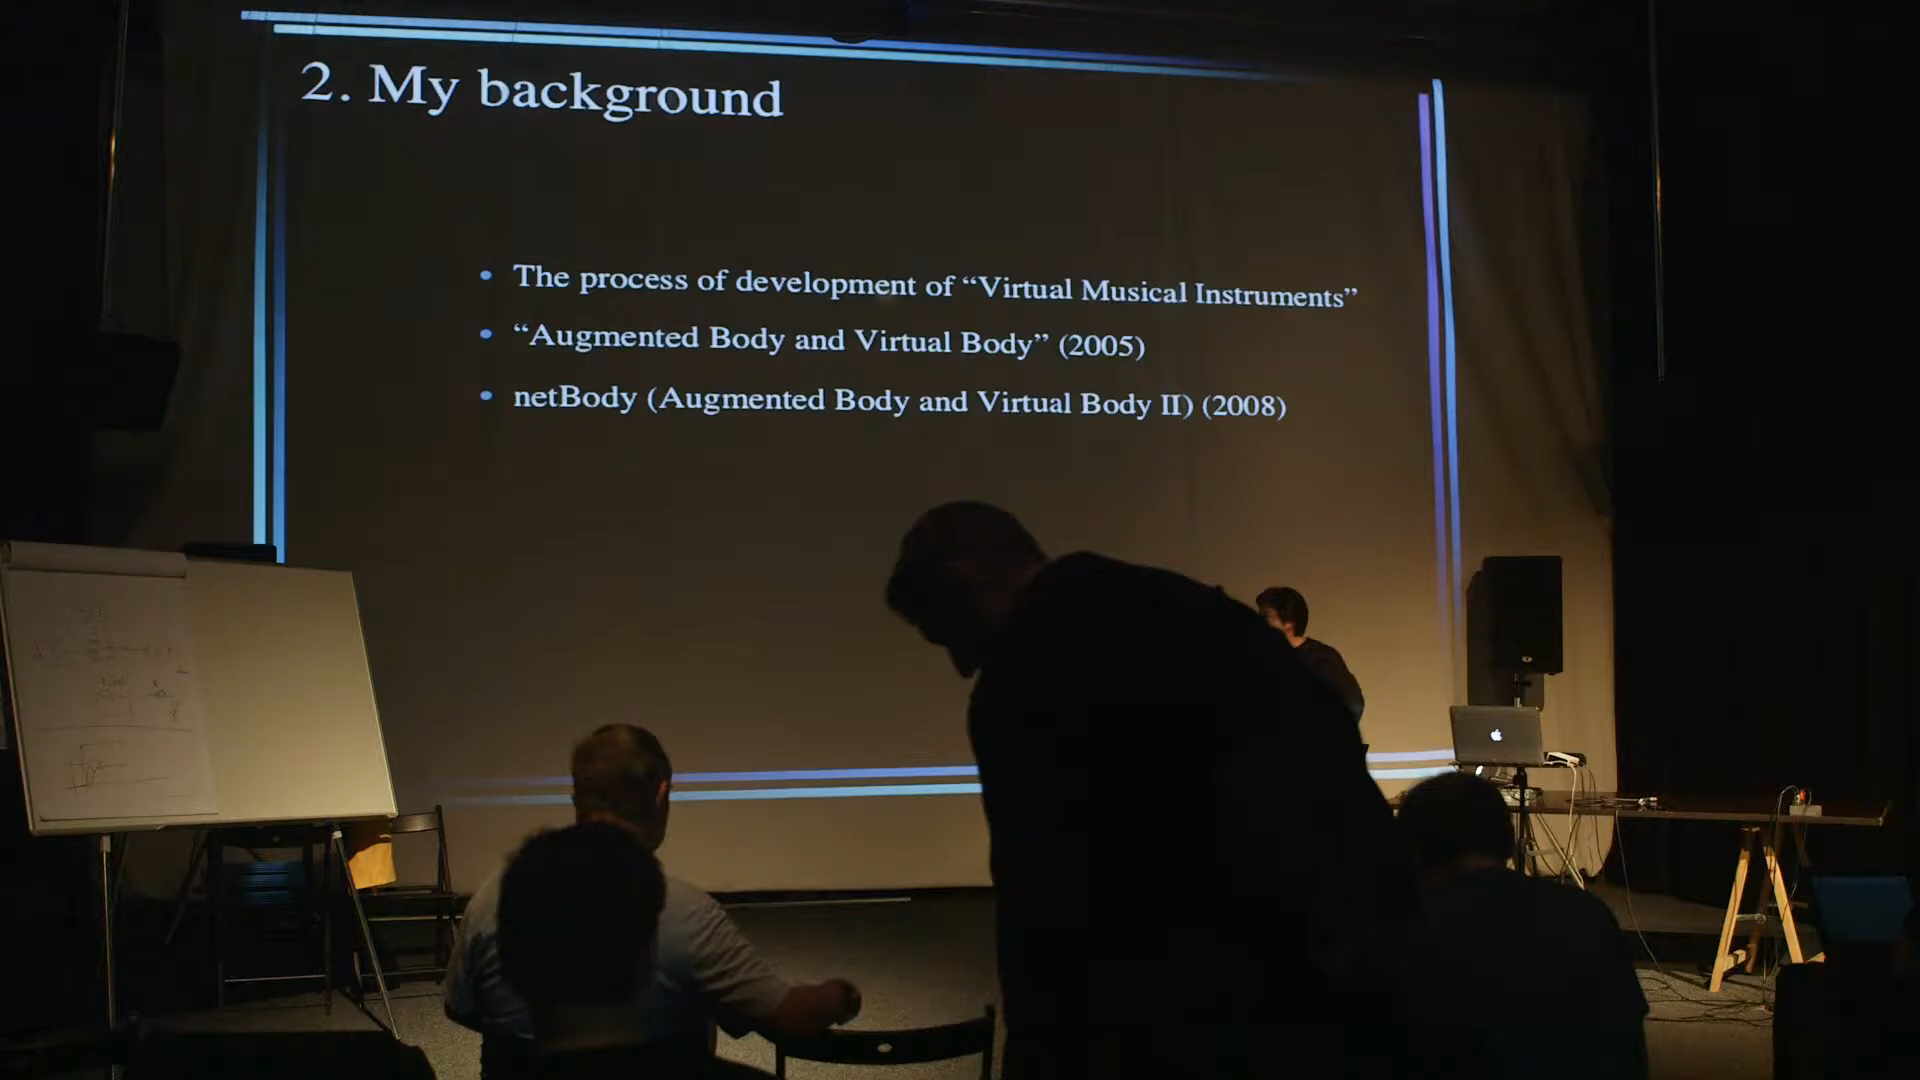 2. My background
• The process of development of “Virtual Musical Instruments”
• “Augmented Body and Virtual Body” (2005)
• netBody (Augmented Body and Virtual Body II) (2008)